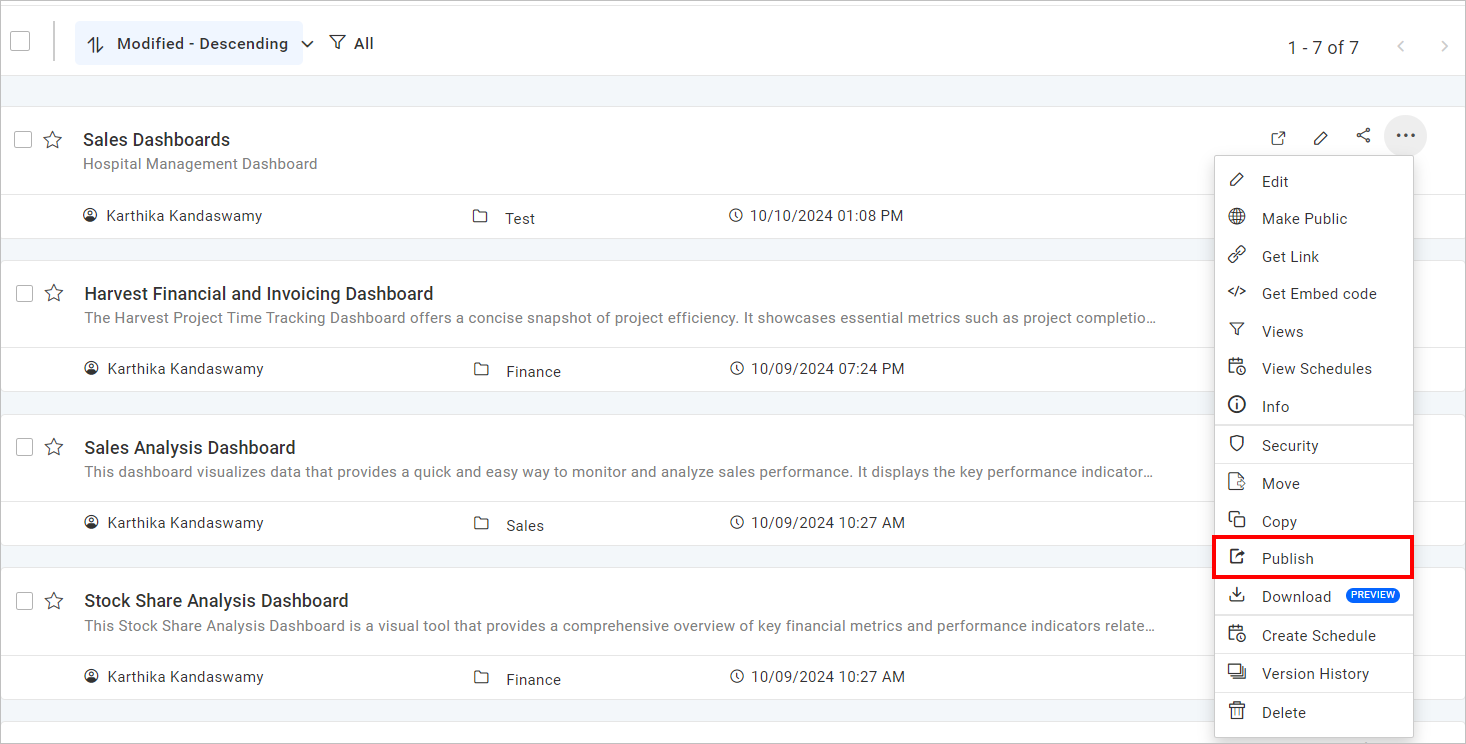 Modified - Descending
All
1 - 7 of 7
Sales Dashboards
Hospital Management Dashboard
Karthika Kandaswamy
Test
10/10/2024 01:08 PM
Harvest Financial and Invoicing Dashboard
The Harvest Project Time Tracking Dashboard offers a concise snapshot of project efficiency. It showcases essential metrics such as project completio...
Karthika Kandaswamy
Finance
10/09/2024 07:24 PM
Sales Analysis Dashboard
This dashboard visualizes data that provides a quick and easy way to monitor and analyze sales performance. It displays the key performance indicator...
Karthika Kandaswamy
Sales
10/09/2024 10:27 AM
Stock Share Analysis Dashboard
This Stock Share Analysis Dashboard is a visual tool that provides a comprehensive overview of key financial metrics and performance indicators relate...
Karthika Kandaswamy
Finance
10/09/2024 10:27 AM
Edit
Make Public
Get Link
Get Embed code
Views
View Schedules
Info
Security
Move
Copy
Publish
Download PREVIEW
Create Schedule
Version History
Delete